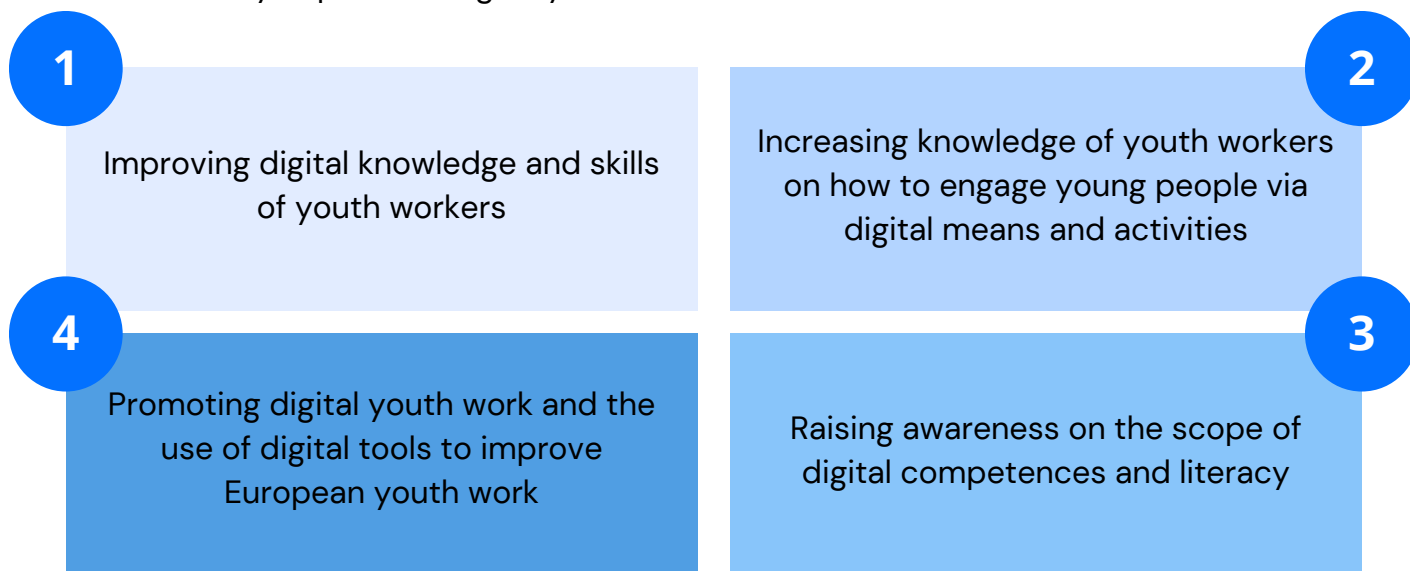 1
Improving digital knowledge and skills
of youth workers
2
Increasing knowledge of youth workers
on how to engage young people via
digital means and activities
3
Raising awareness on the scope of
digital competences and literacy
4
Promoting digital youth work and the
use of digital tools to improve
European youth work